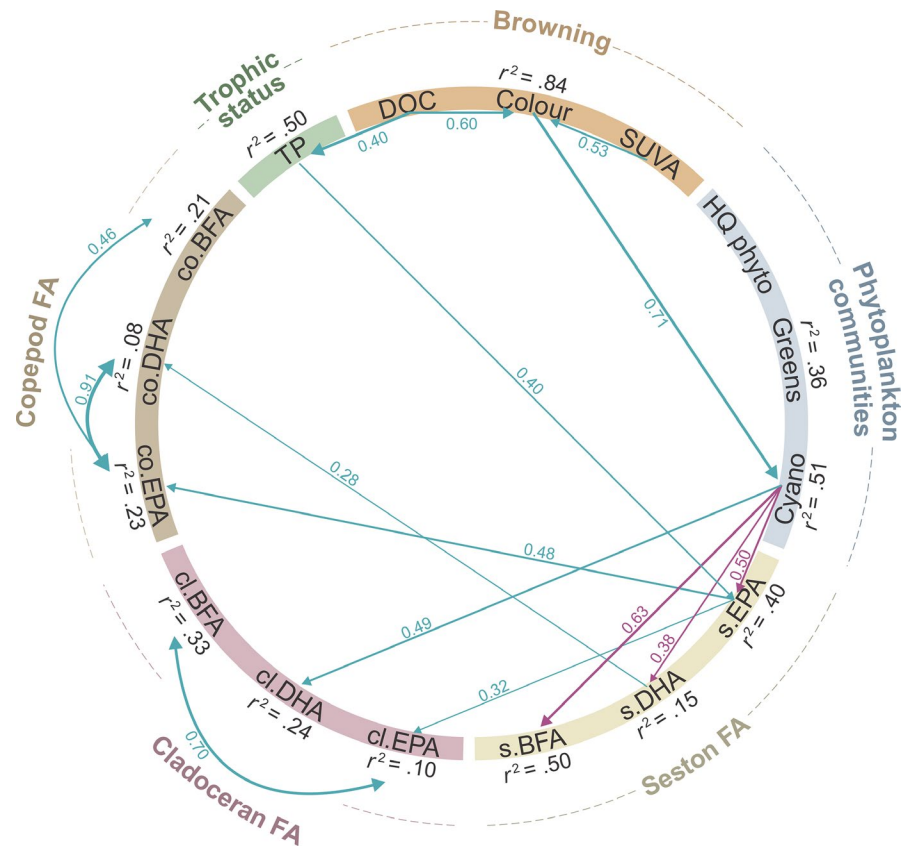 Browning
Trophic
status
r² = .84
DOC
Colour
SUVA
0.60
0.40
0.53
r² = .50
TP
HQ phyto
Greens
r² = .36
Cyano
r² = .51
Phytoplankton
communities
r² = .21
co.BFA
0.46
Copepod FA
r² = .08
co.DHA
0.91
r² = .23
co.EPA
0.71
0.40
0.28
0.48
0.49
0.32
0.50
0.63
0.38
s.EPA
r² = .40
s.DHA
r² = .15
s.BFA
r² = .50
Seston FA
cl.BFA
r² = .33
cl.DHA
r² = .24
cl.EPA
r² = .10
0.70
Cladoceran FA